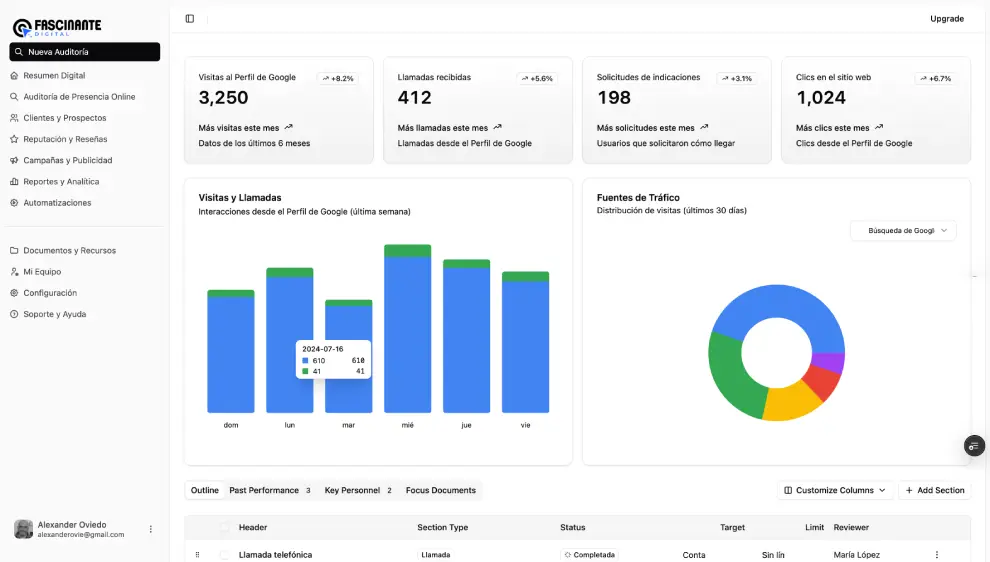 FASCINANTE
DIGITAL
Nueva Auditoría
Resumen Digital
Auditoría de Presencia Online
Clientes y Prospectos
Reputación y Reseñas
Campañas y Publicidad
Reportes y Analítica
Automatizaciones
Documentos y Recursos
Mi Equipo
Configuración
Soporte y Ayuda
Alexander Oviedo
alexanderovie@gmail.com
Upgrade
Visitas al Perfil de Google
+8.2%
3,250
Más visitas este mes
Datos de los últimos 6 meses
Llamadas recibidas
+5.6%
412
Más llamadas este mes
Llamadas desde el Perfil de Google
Solicitudes de indicaciones
+3.1%
198
Más solicitudes este mes
Usuarios que solicitaron cómo llegar
Clics en el sitio web
+6.7%
1,024
Más clics este mes
Clics desde el Perfil de Google
Visitas y Llamadas
Interacciones desde el Perfil de Google (última semana)
2024-07-16
610 610
41 41
dom lun mar mié jue vie
Fuentes de Tráfico
Distribución de visitas (últimos 30 días)
Búsqueda de Googl
Outline Past Performance 3 Key Personnel 2 Focus Documents
Customize Columns + Add Section
Header Section Type Status Target Limit Reviewer
Llamada telefónica Llamada Completada Conta Sin lín María López